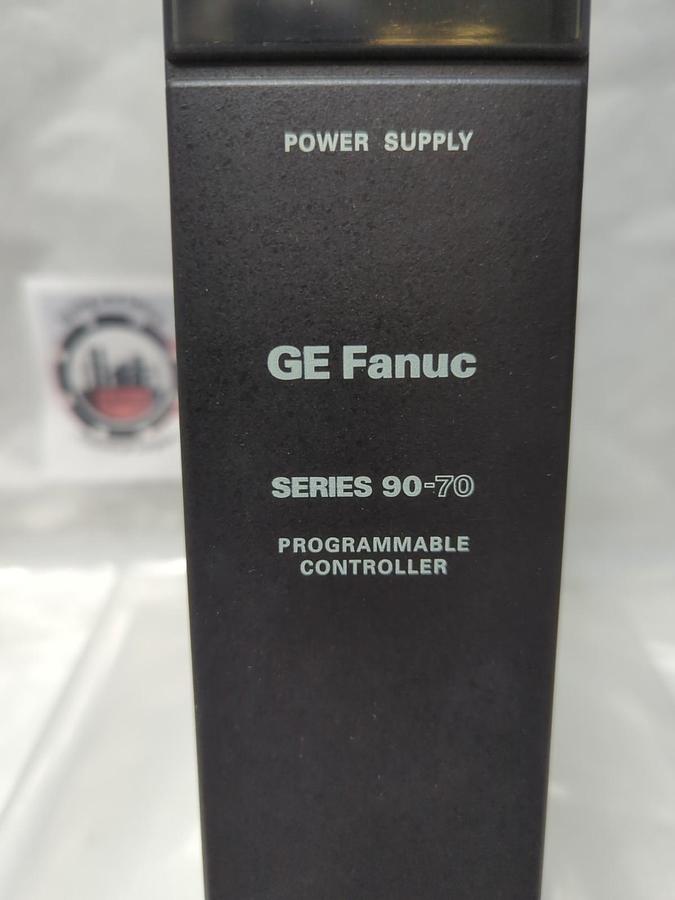 POWER SUPPLY
GE Fanuc
SERIES 90-70
PROGRAMMABLE
CONTROLLER